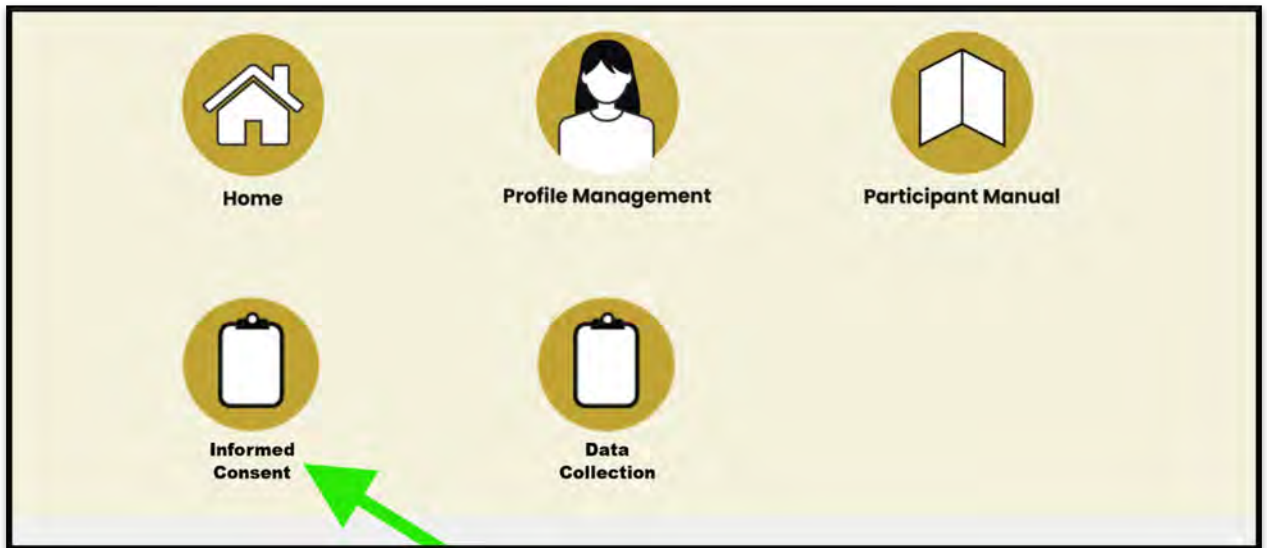 Home
Profile Management
Participant Manual
Informed
Consent
Data
Collection